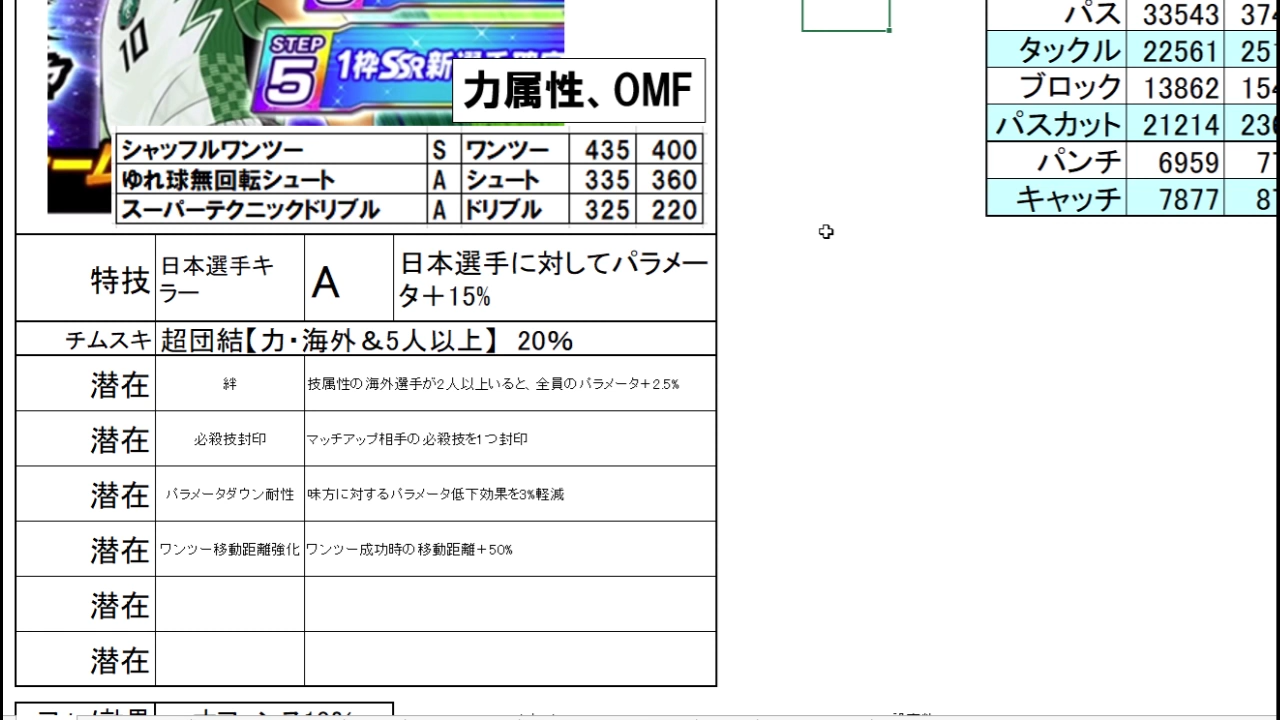 10
STEP
5 1枠SSR新
力属性、OMF
シャッフルワンツー S ワンツー 435 400
ゆれ球無回転シュート A シュート 335 360
スーパーテクニックドリブル A ドリブル 325 220
特技 日本選手キ
ラー A 日本選手に対してパラメー
タ＋15%
チムスキ 超団結【力・海外＆5人以上】 20%
潜在 絆 技属性の海外選手が2人以上いると、全員のパラメータ+2.5%
潜在 必殺技封印 マッチアップ相手の必殺技を1つ封印
潜在 パラメータダウン耐性 味方に対するパラメータ低下効果を3%軽減
潜在 ワンツー移動距離強化 ワンツー成功時の移動距離+50%
潜在
潜在
パス 33543
タックル 22561
ブロック 13862
パスカット 21214
パンチ 6959
キャッチ 7877